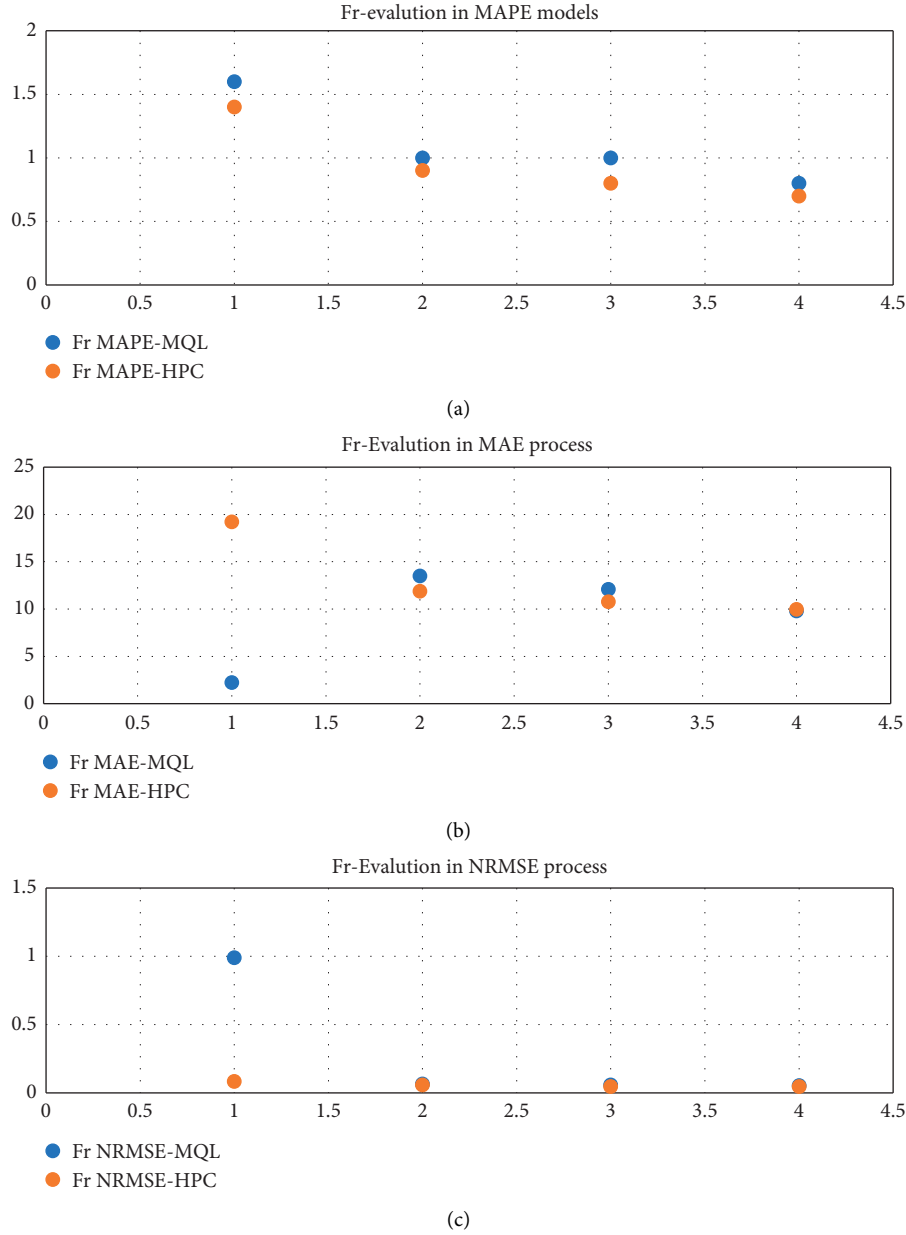 Fr-evalution in MAPE models
2
1.5
1
0.5
0
0 0.5 1 1.5 2 2.5 3 3.5 4 4.5
Fr MAPE-MQL
Fr MAPE-HPC
(a)
Fr-Evalution in MAE process
25
20
15
10
5
0
0 0.5 1 1.5 2 2.5 3 3.5 4 4.5
Fr MAE-MQL
Fr MAE-HPC
(b)
Fr-Evalution in NRMSE process
1.5
1
0.5
0
0 0.5 1 1.5 2 2.5 3 3.5 4 4.5
Fr NRMSE-MQL
Fr NRMSE-HPC
(c)